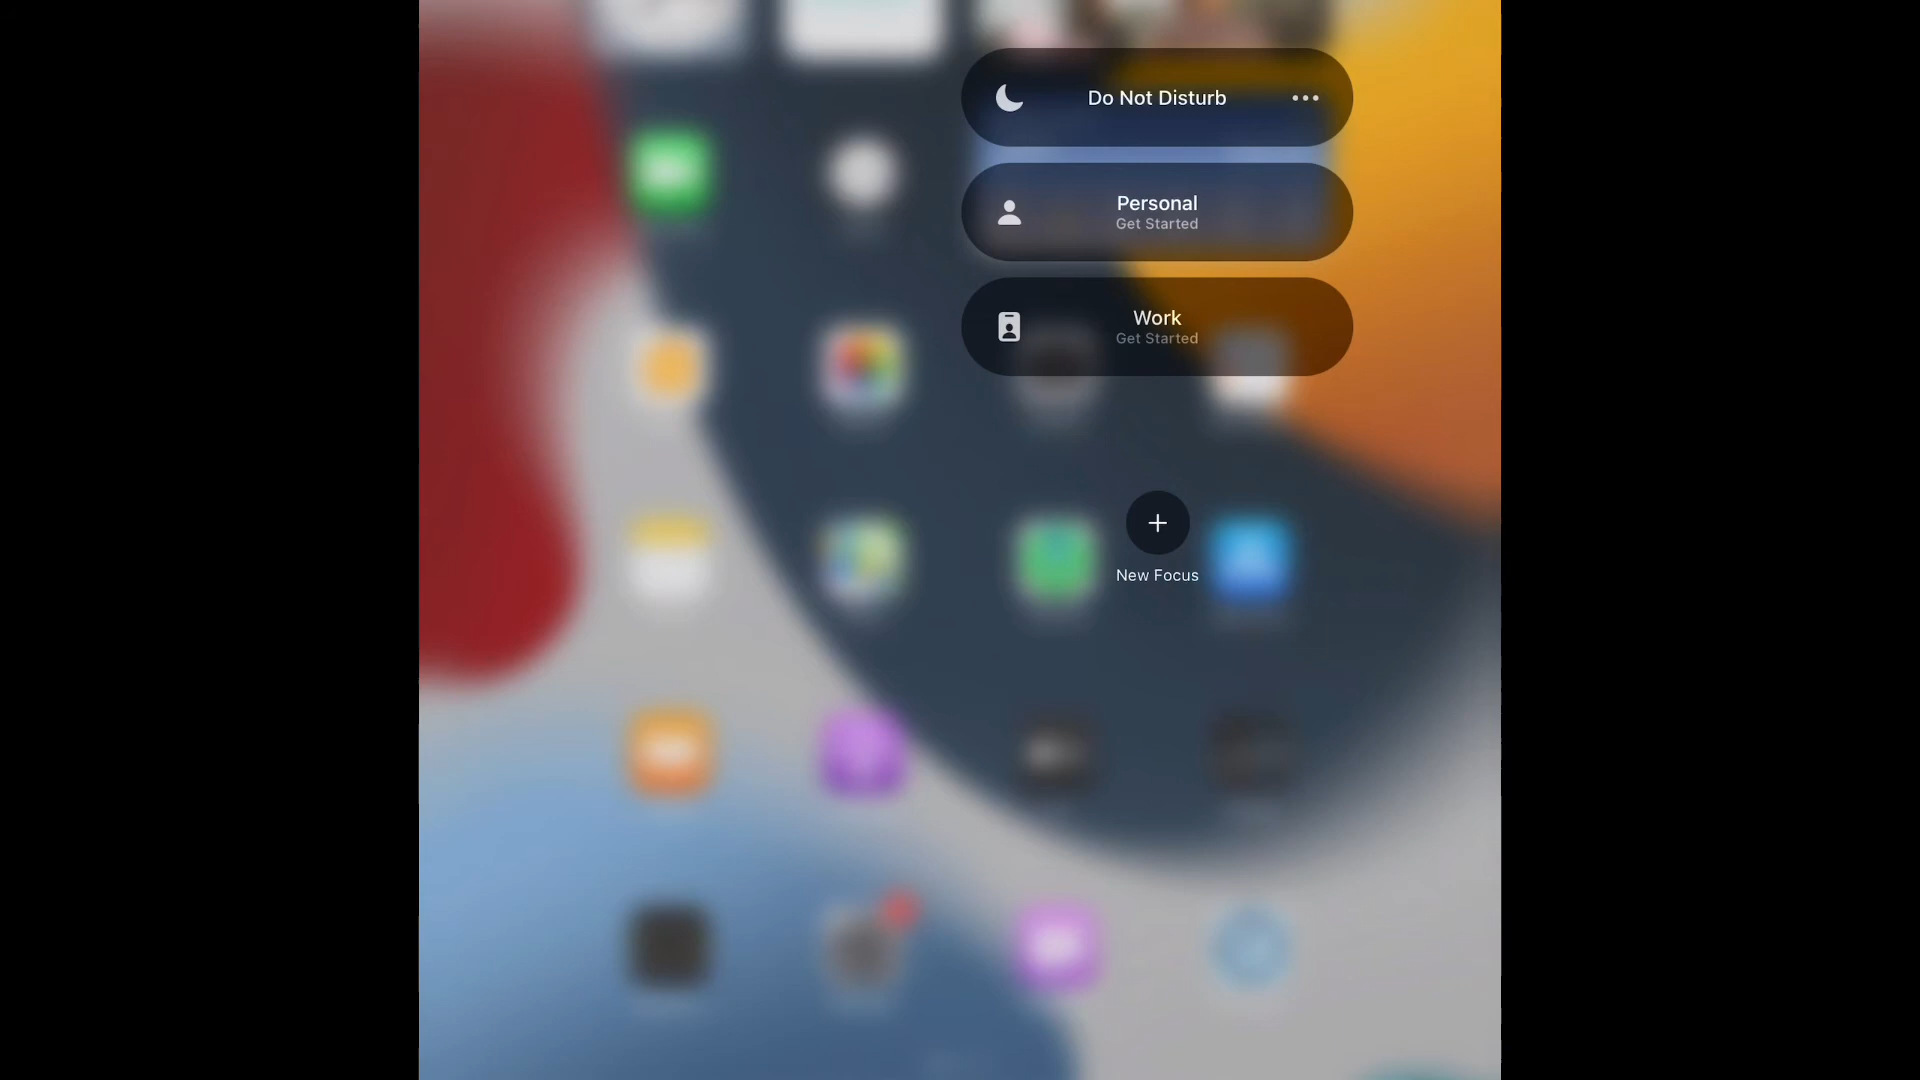 Do Not Disturb
Personal
Get Started
Work
Get Started
New Focus